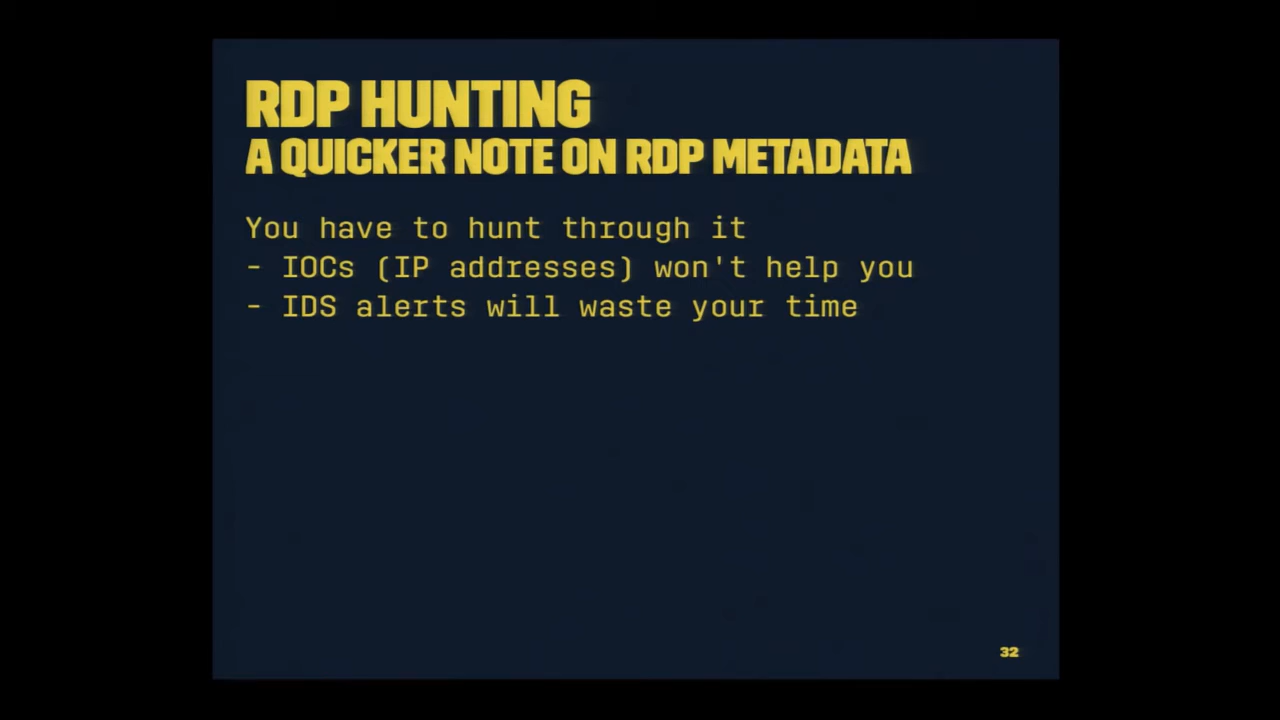 RDP HUNTING
A QUICKER NOTE ON RDP METADATA
You have to hunt through it
- IOCs (IP addresses) won't help you
- IDS alerts will waste your time
32